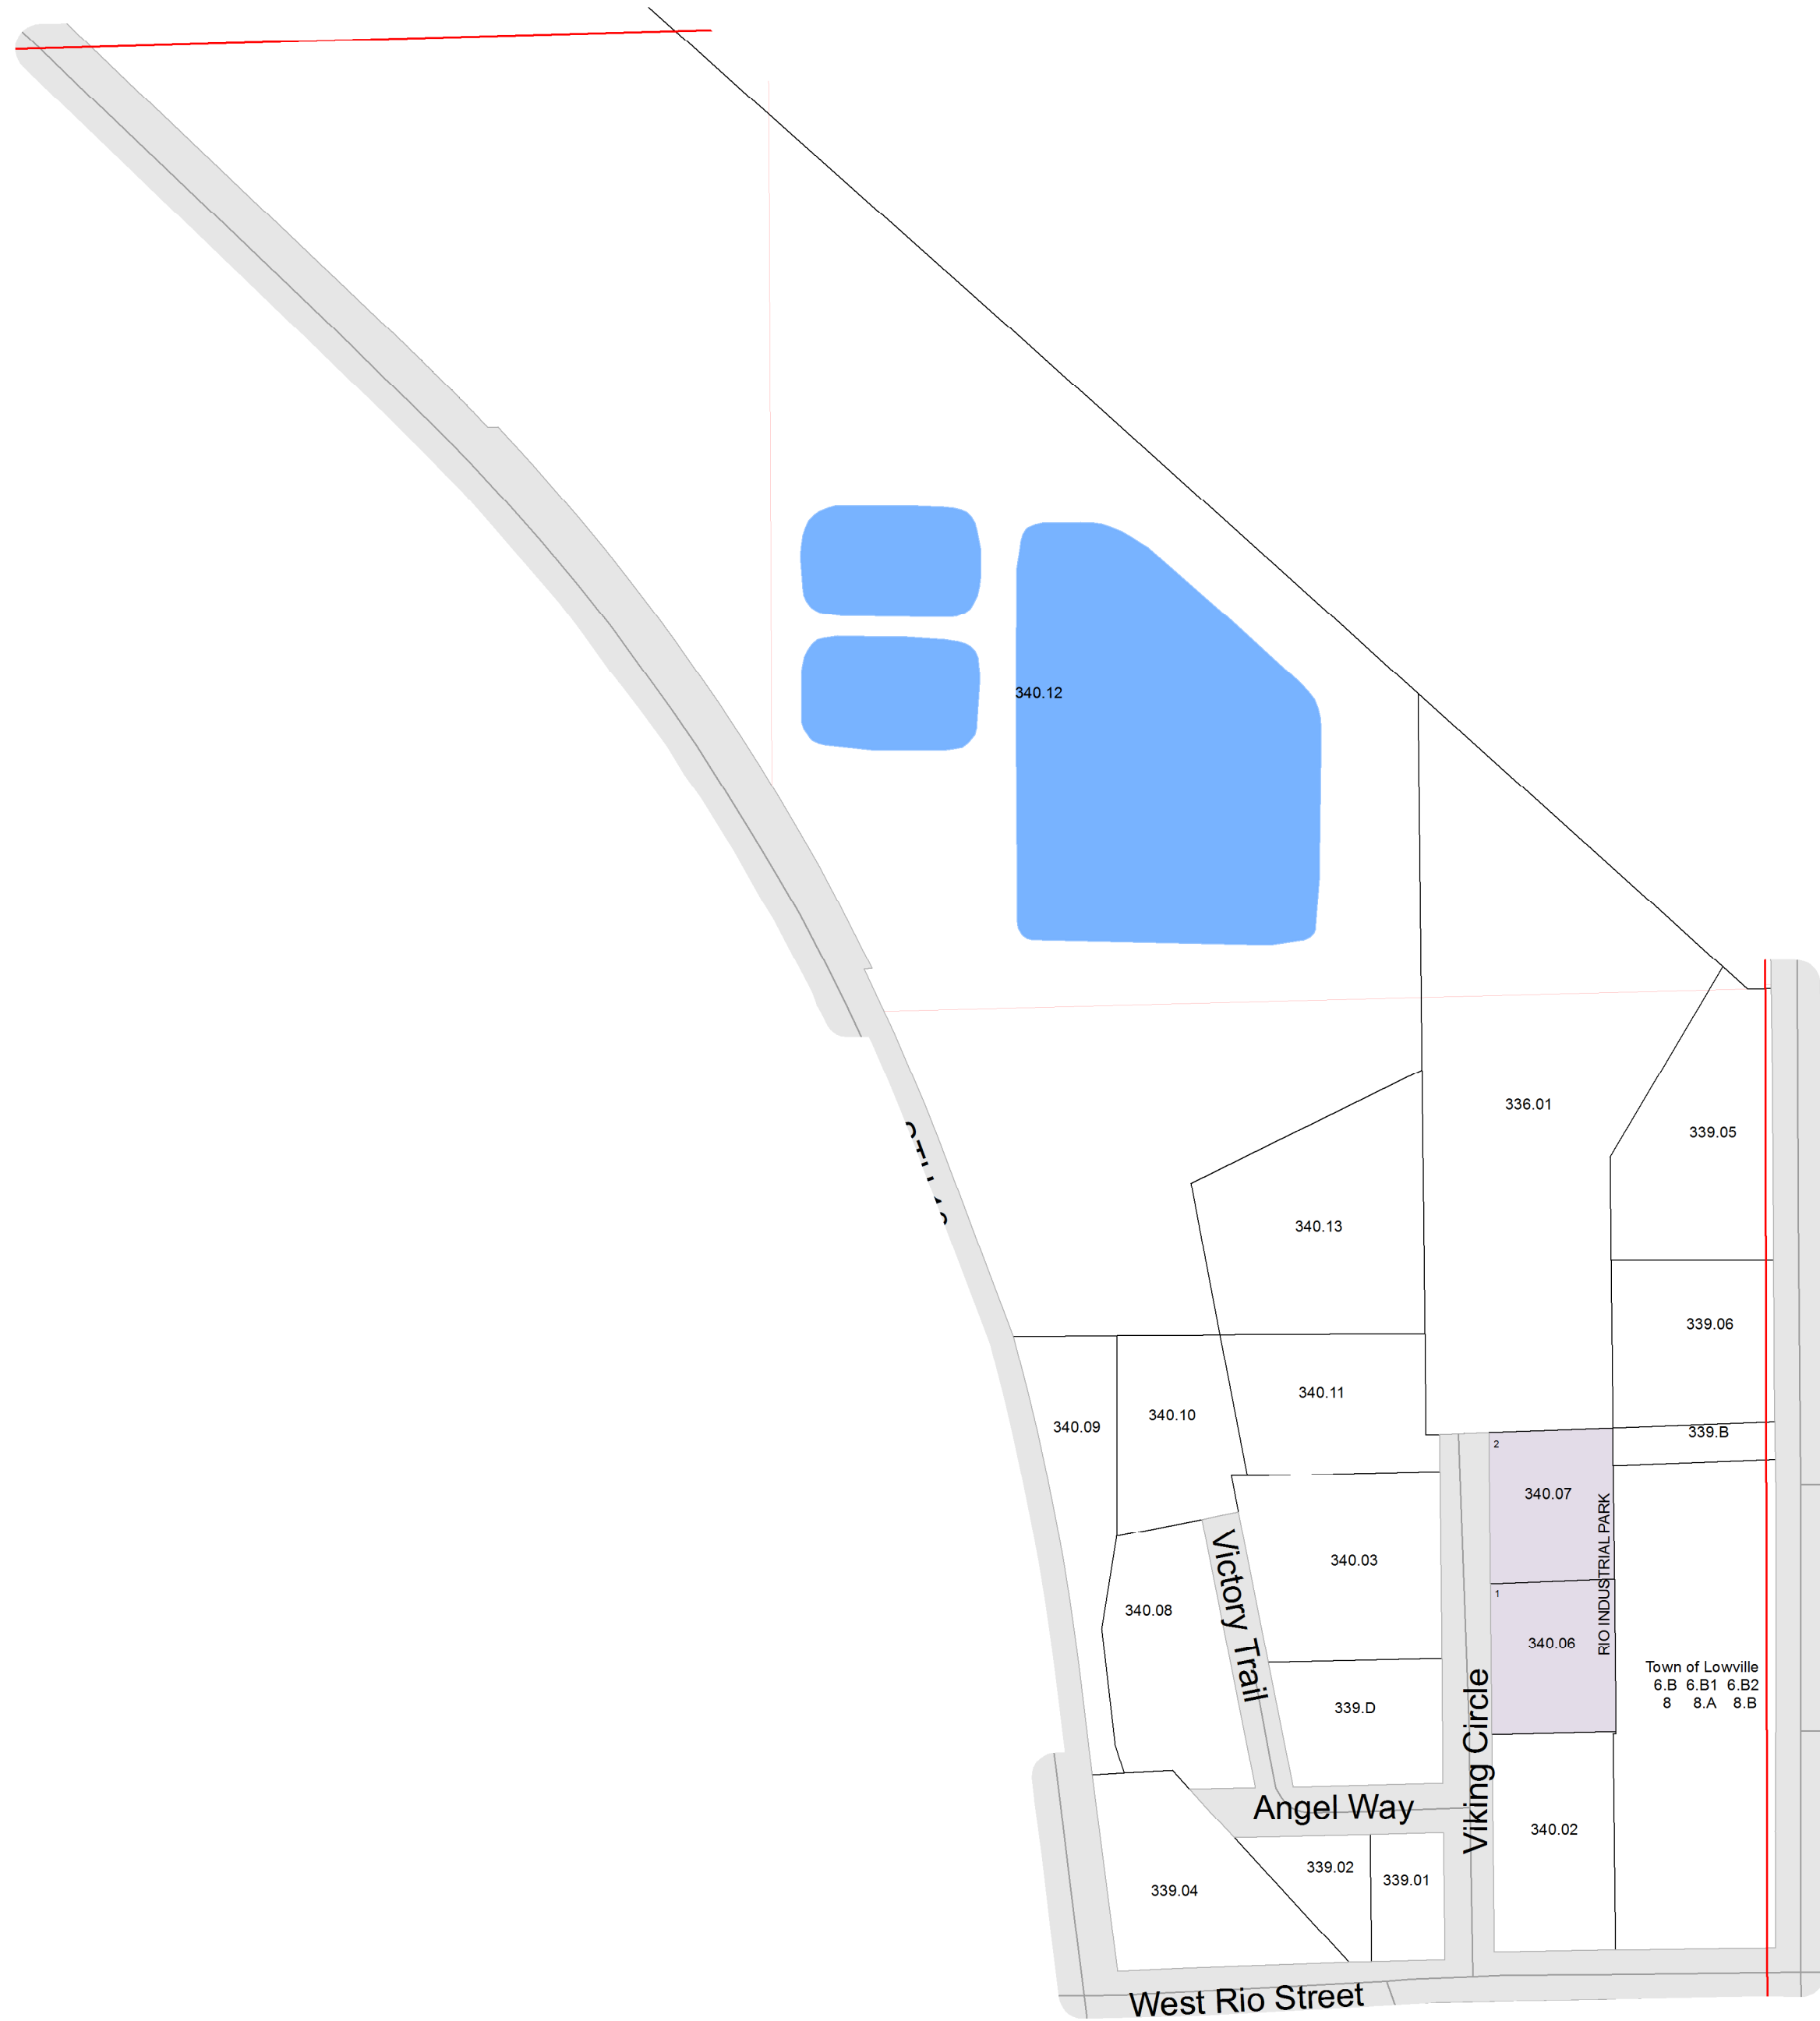 340.12
336.01
339.05
340.13
339.06
340.11
340.10
340.09
339.B
2
340.07
RIO INDUSTRIAL PARK
340.03
1
340.08
Victory Trail
340.06
Town of Lowville
6.B 6.B1 6.B2
8 8.A 8.B
339.D
Viking Circle
Angel Way
340.02
339.02
339.01
339.04
West Rio Street